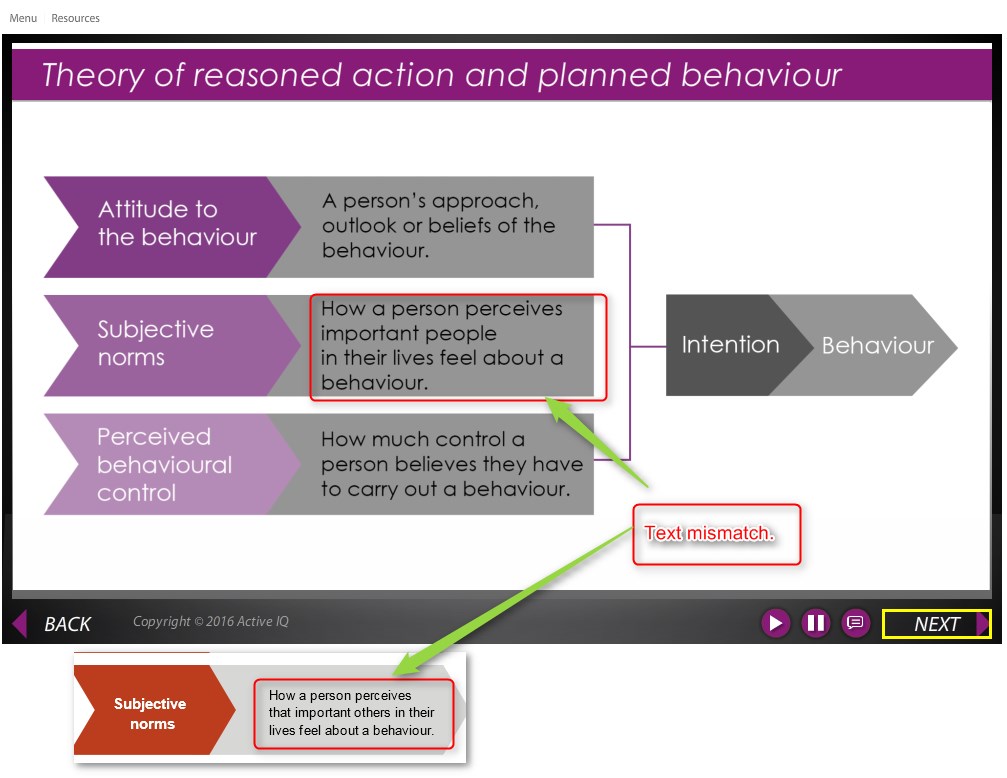 Menu
Resources
Theory of reasoned action and planned behaviour
Attitude to
the behaviour
A person's approach,
outlook or beliefs of the
behaviour.
Subjective
norms
How a person perceives
important people
in their lives feel about a
behaviour.
Perceived
behavioural
control
How much control a
person believes they have
to carry out a behaviour.
Intention
Behaviour
Text mismatch.
BACK
Copyright © 2016 Active IQ
NEXT
Subjective
norms
How a person perceives
that important others in their
lives feel about a behaviour.